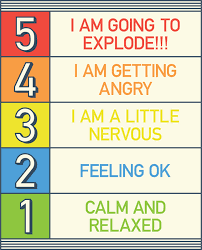 5 I AM GOING TO
EXPLODE!!!
4 I AM GETTING
ANGRY
3 I AM A LITTLE
NERVOUS
2 FEELING OK
1 CALM AND
RELAXED